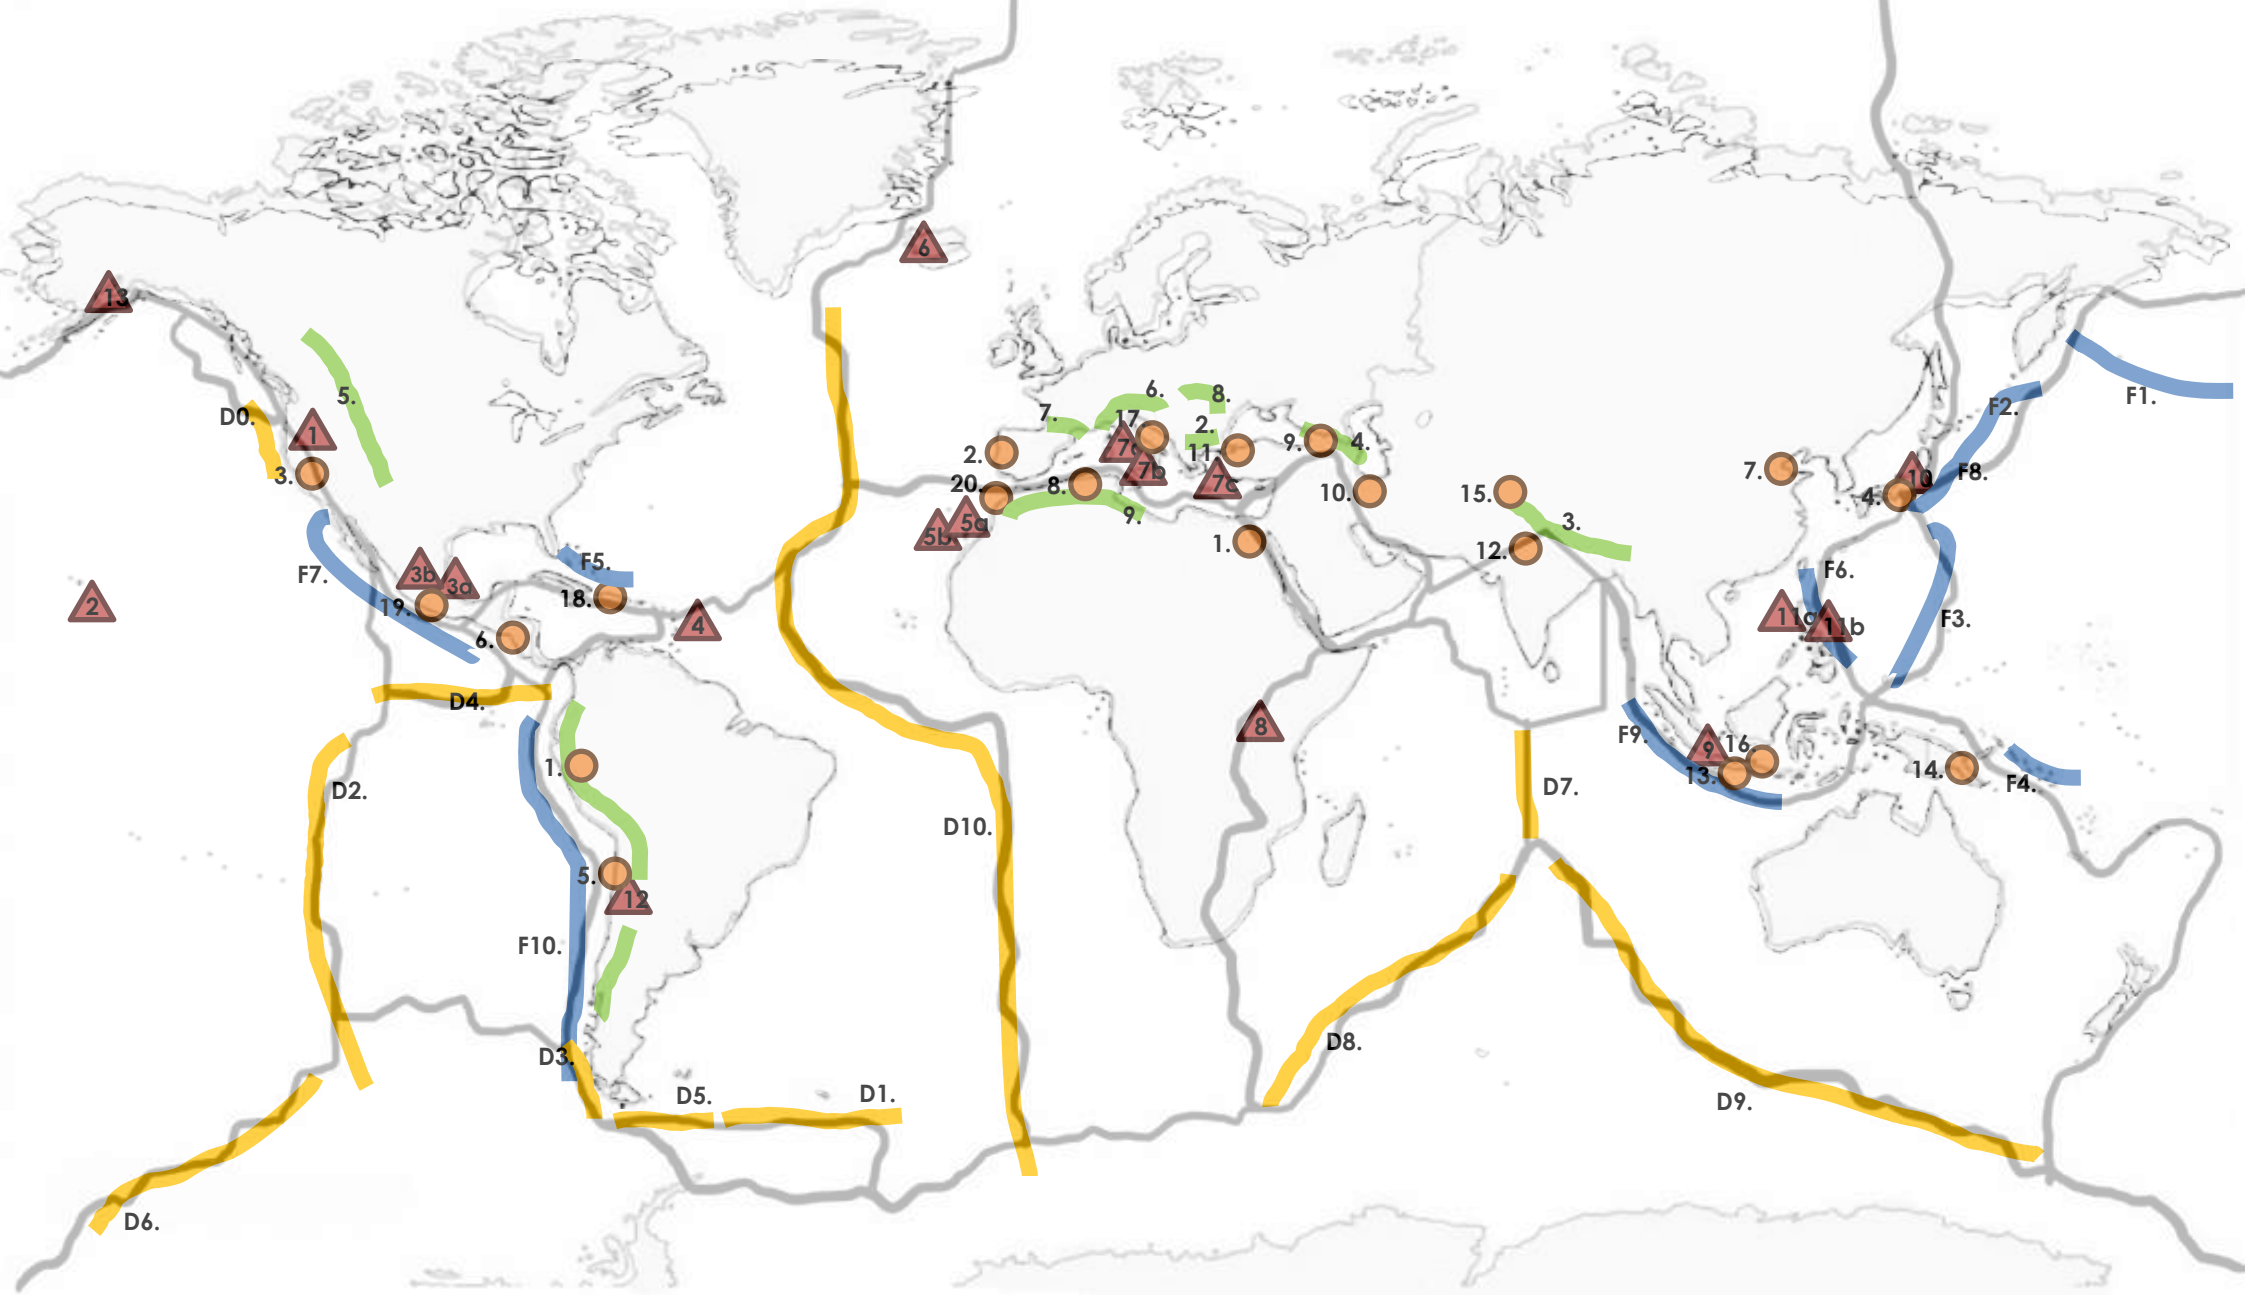 6
13
5.
D0.
1
3.
6.
8.
7.
17.
2.
7b
11.
7c
9.
4.
2.
20.
8.
10.
15.
7.
10
4.
F1.
F2.
F8.
5b
5a
9.
1.
3.
12.
F7.
F5.
3b
3a
2
19.
18.
4
6.
F6.
11a
11b
F3.
D4.
8
F9.
9
16.
13.
14.
F4.
1.
D2.
D10.
D7.
5.
12
F10.
D3.
D5.
D1.
D8.
D9.
D6.